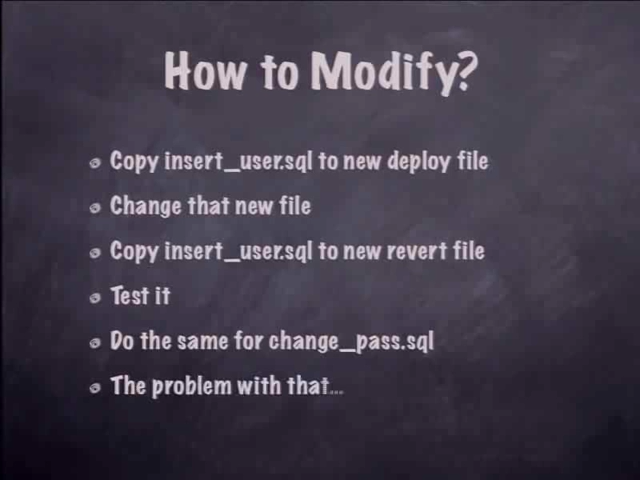 How to Modify?
Copy insert_user.sql to new deploy file
Change that new file
Copy insert_user.sql to new revert file
Test it
Do the same for change_pass.sql
The problem with that...